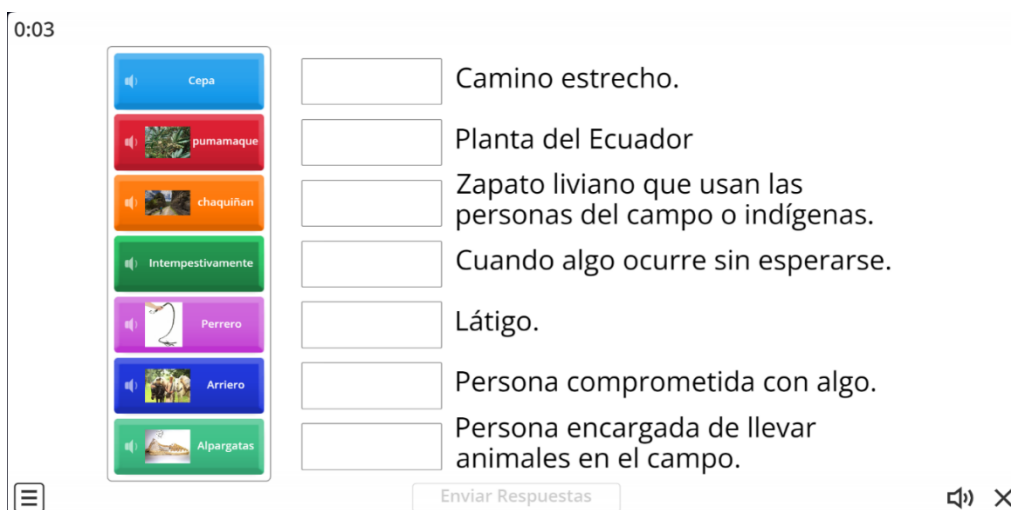 0:03
Cepa
pumamaque
chaquiñan
Intempestivamente
Perrero
Arriero
Alpargatas
Camino estrecho.
Planta del Ecuador
Zapato liviano que usan las
personas del campo o indígenas.
Cuando algo ocurre sin esperarse.
Látigo.
Persona comprometida con algo.
Persona encargada de llevar
animales en el campo.
Enviar Respuestas